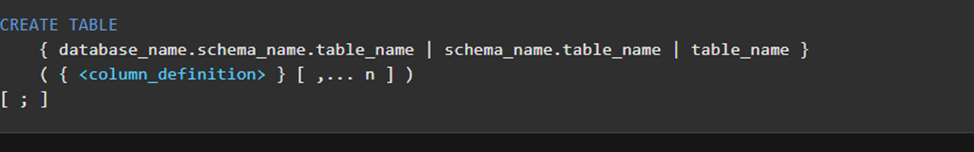 CREATE TABLE
    { database_name.schema_name.table_name | schema_name.table_name | table_name }
    ( { <column_definition> } [ ,... n ] )
[ ; ]